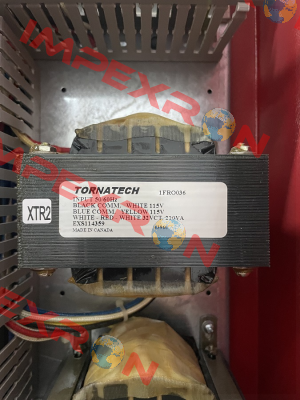 TORNATECH 1FRO036
INPUT 50/60Hz
BLACK COMM. WHITE 115V
BLUE COMM. YELLOW 115V
WHITE - RED - WHITE 32VCT
EXS114359
MADE IN CANADA
XTR2
IMPEXRON